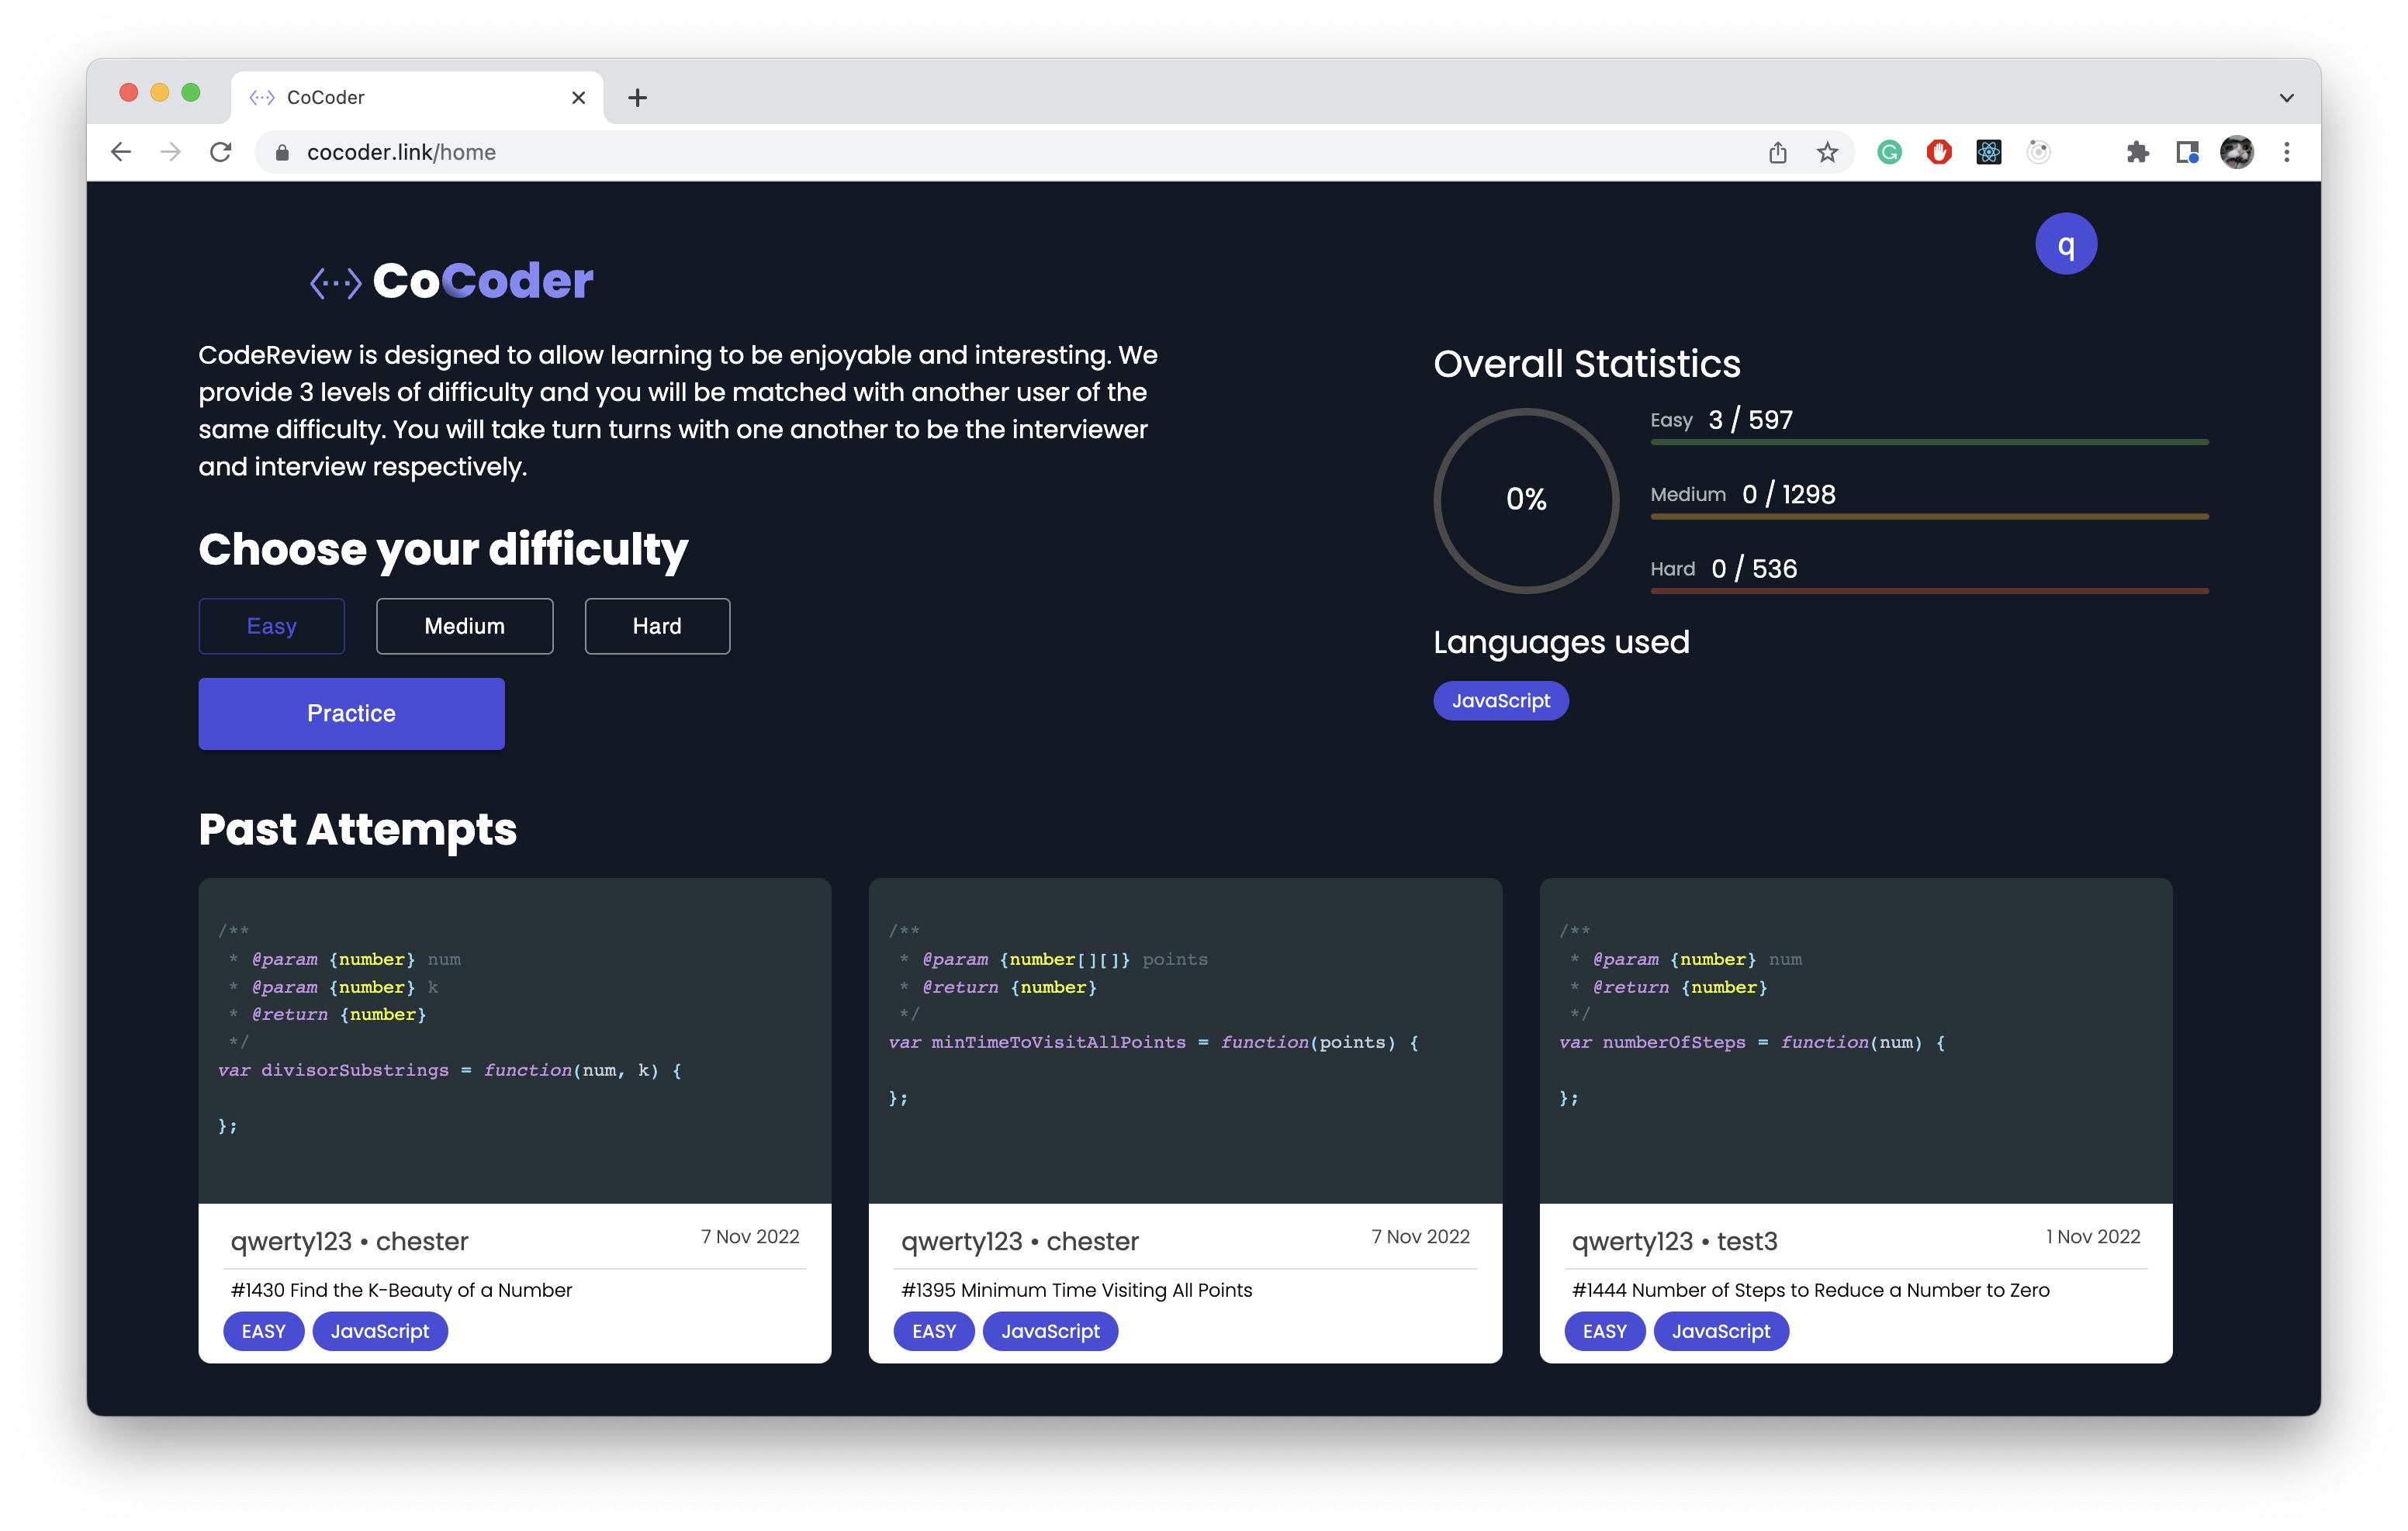 CoCoder
cocoder.link/home
q
CoCoder
CodeReview is designed to allow learning to be enjoyable and interesting. We
provide 3 levels of difficulty and you will be matched with another user of the
same difficulty. You will take turn turns with one another to be the interviewer
and interview respectively.
Choose your difficulty
Easy Medium Hard
Practice
Overall Statistics
0%
Easy 3 / 597
Medium 0 / 1298
Hard 0 / 536
Languages used
JavaScript
Past Attempts
/**
* @param {number} num
* @param {number} k
* @return {number}
*/
var divisorSubstrings = function(num, k) {
};
qwerty123 • chester 7 Nov 2022
#1430 Find the K-Beauty of a Number
EASY JavaScript
/**
* @param {number[][]} points
* @return {number}
*/
var minTimeToVisitAllPoints = function(points) {
};
qwerty123 • chester 7 Nov 2022
#1395 Minimum Time Visiting All Points
EASY JavaScript
/**
* @param {number} num
* @return {number}
*/
var numberOfSteps = function(num) {
};
qwerty123 • test3 1 Nov 2022
#1444 Number of Steps to Reduce a Number to Zero
EASY JavaScript